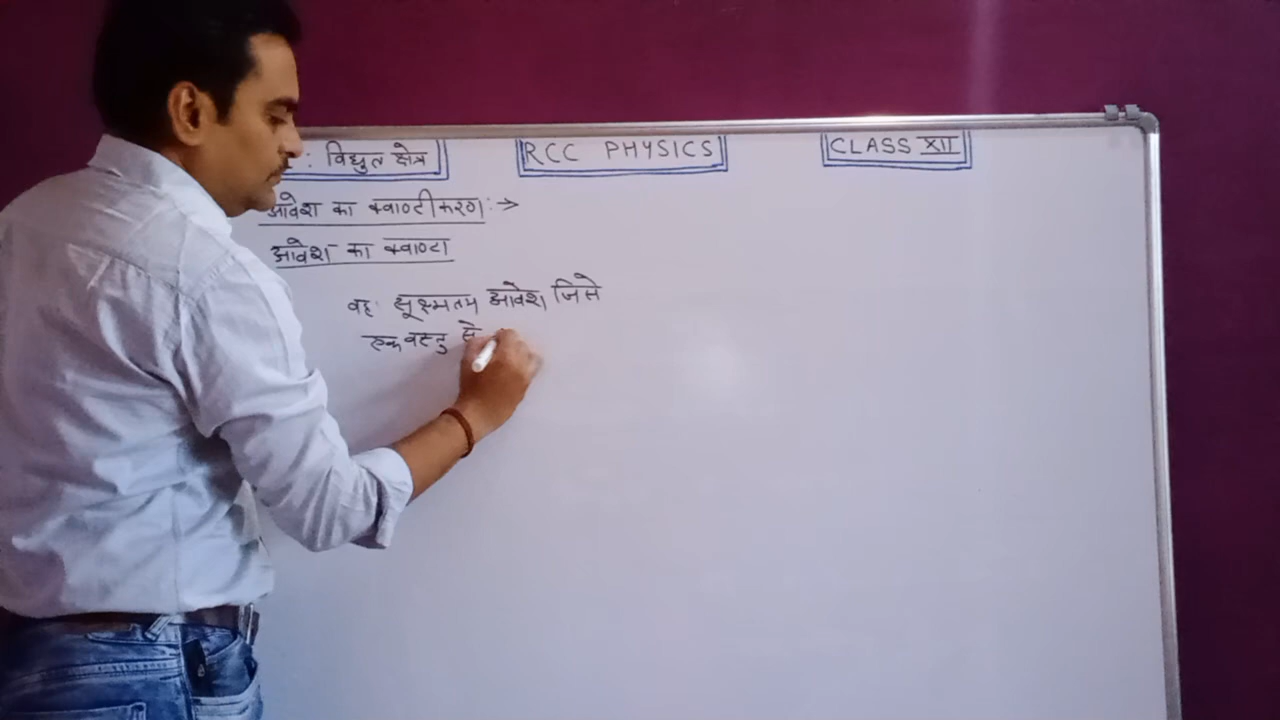 : विद्युत क्षेत्र
RCC PHYSICS
CLASS XII
आवेश का क्वाण्टीकरण :→
आवेश का क्वाण्टा
वह सूक्ष्मतम आवेश जिसे
एक वस्तु से